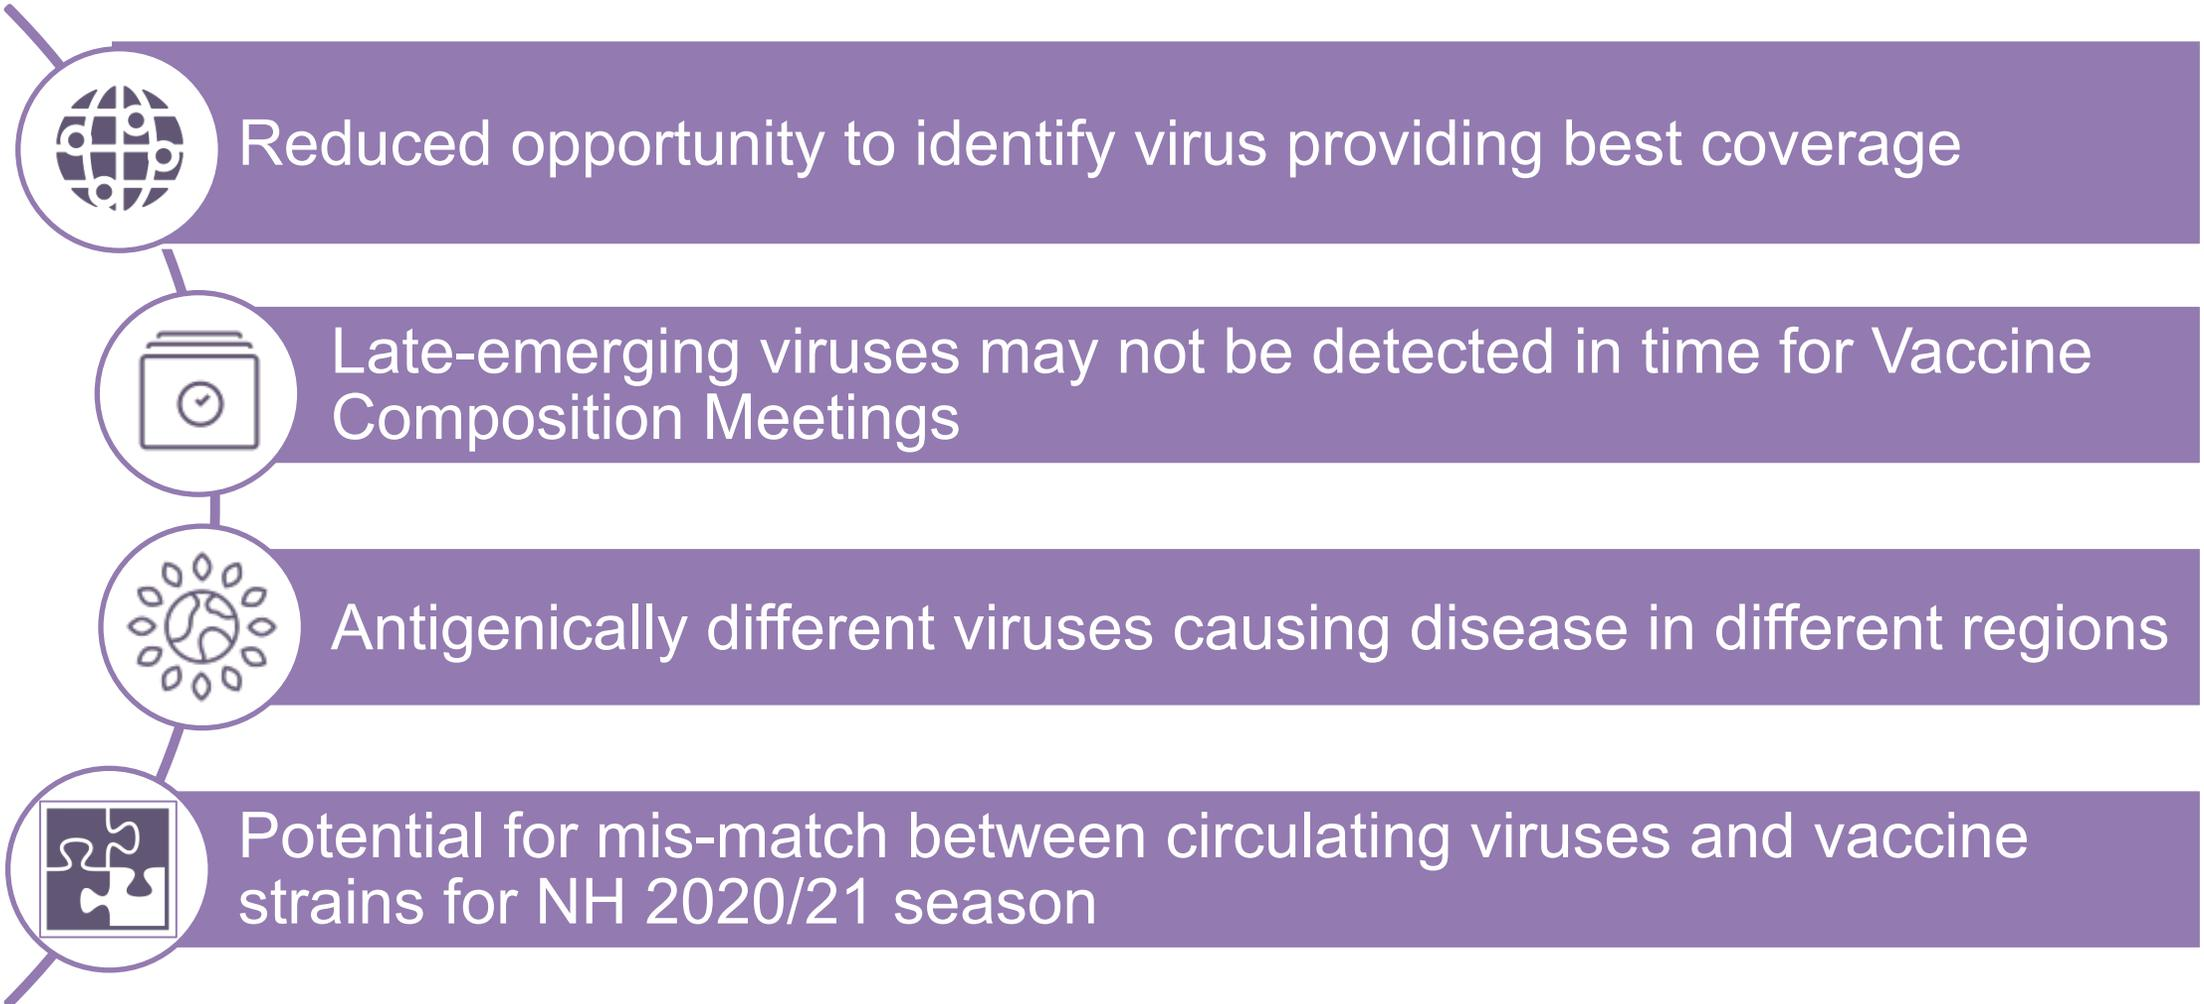 Reduced opportunity to identify virus providing best coverage
Late-emerging viruses may not be detected in time for Vaccine
Composition Meetings
Antigenically different viruses causing disease in different regions
Potential for mis-match between circulating viruses and vaccine
strains for NH 2020/21 season